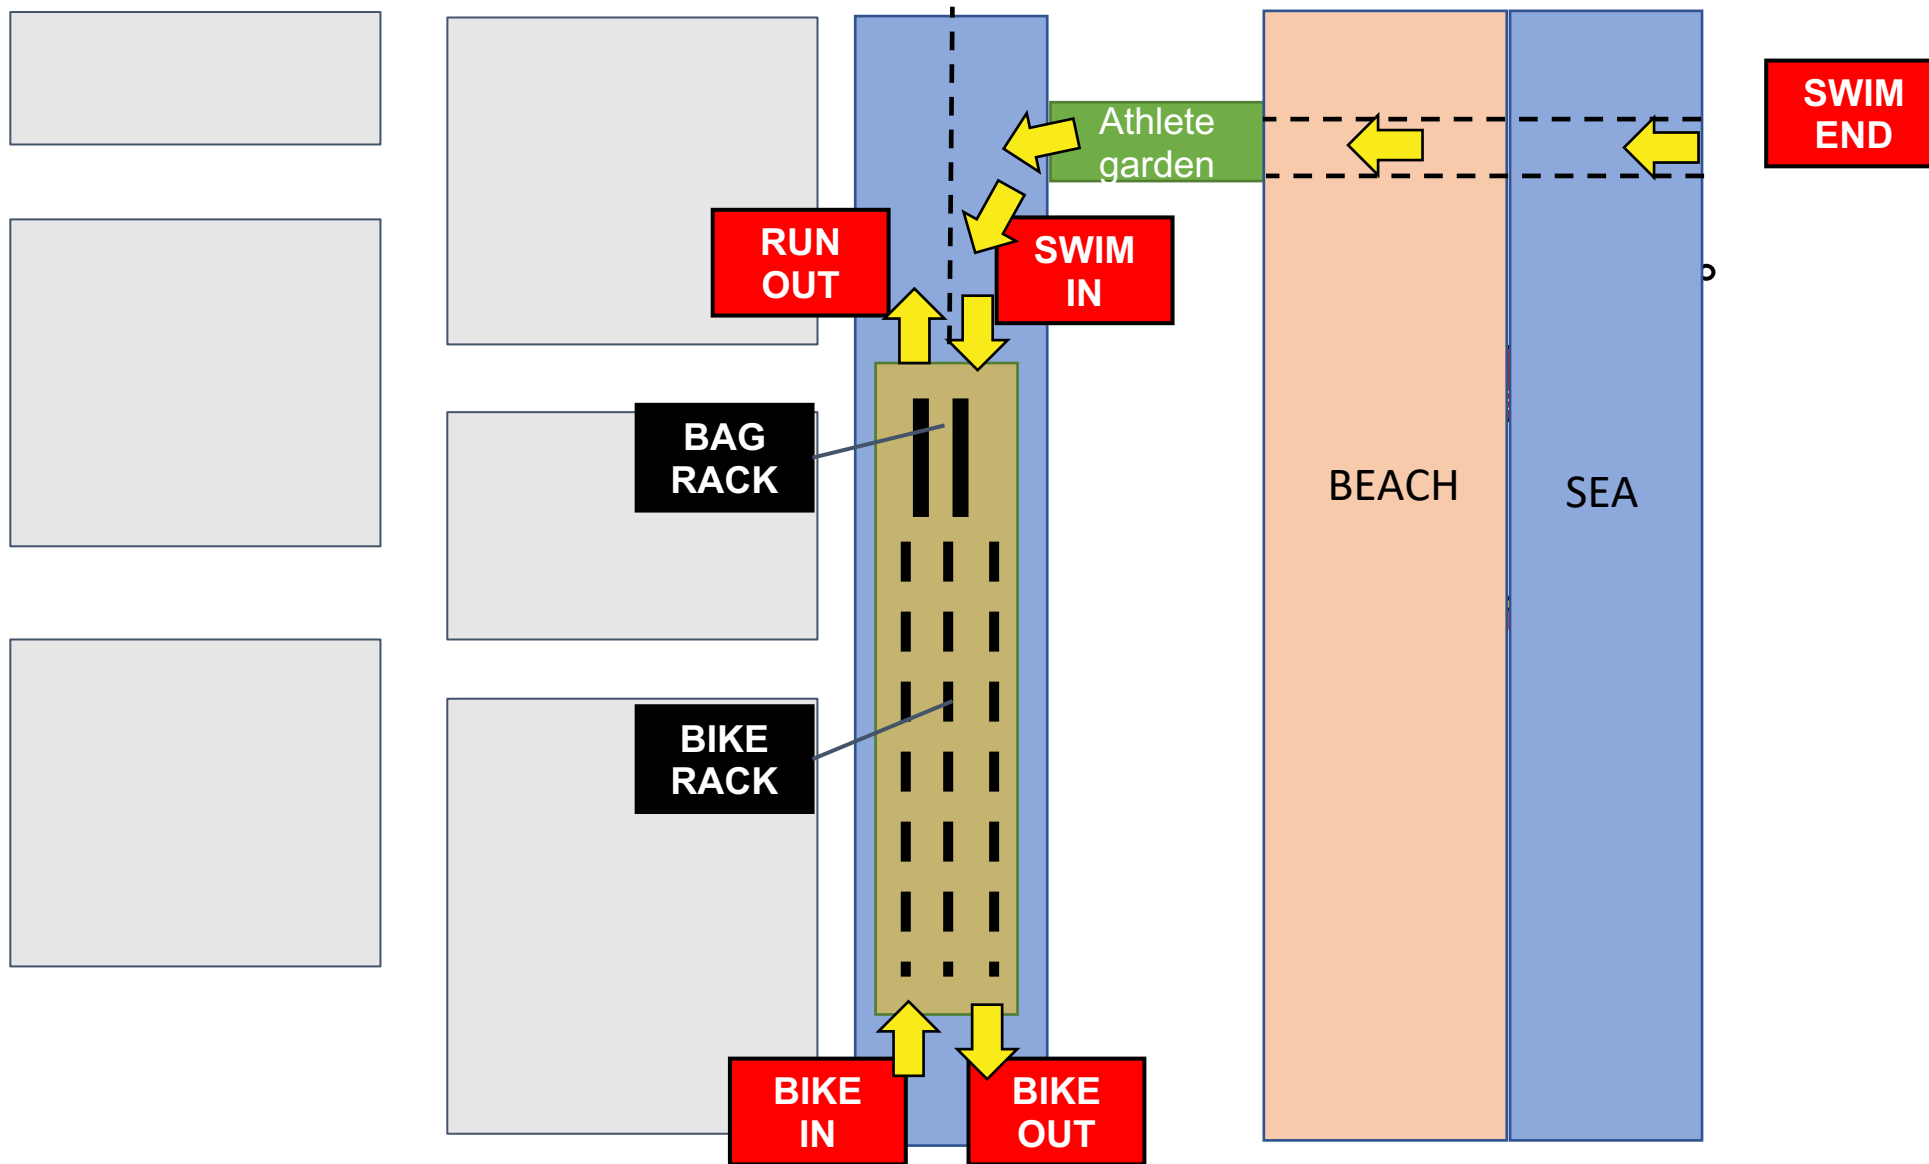 SWIM
END
Athlete
garden
RUN
OUT
SWIM
IN
BAG
RACK
BEACH
SEA
BIKE
RACK
BIKE
IN
BIKE
OUT